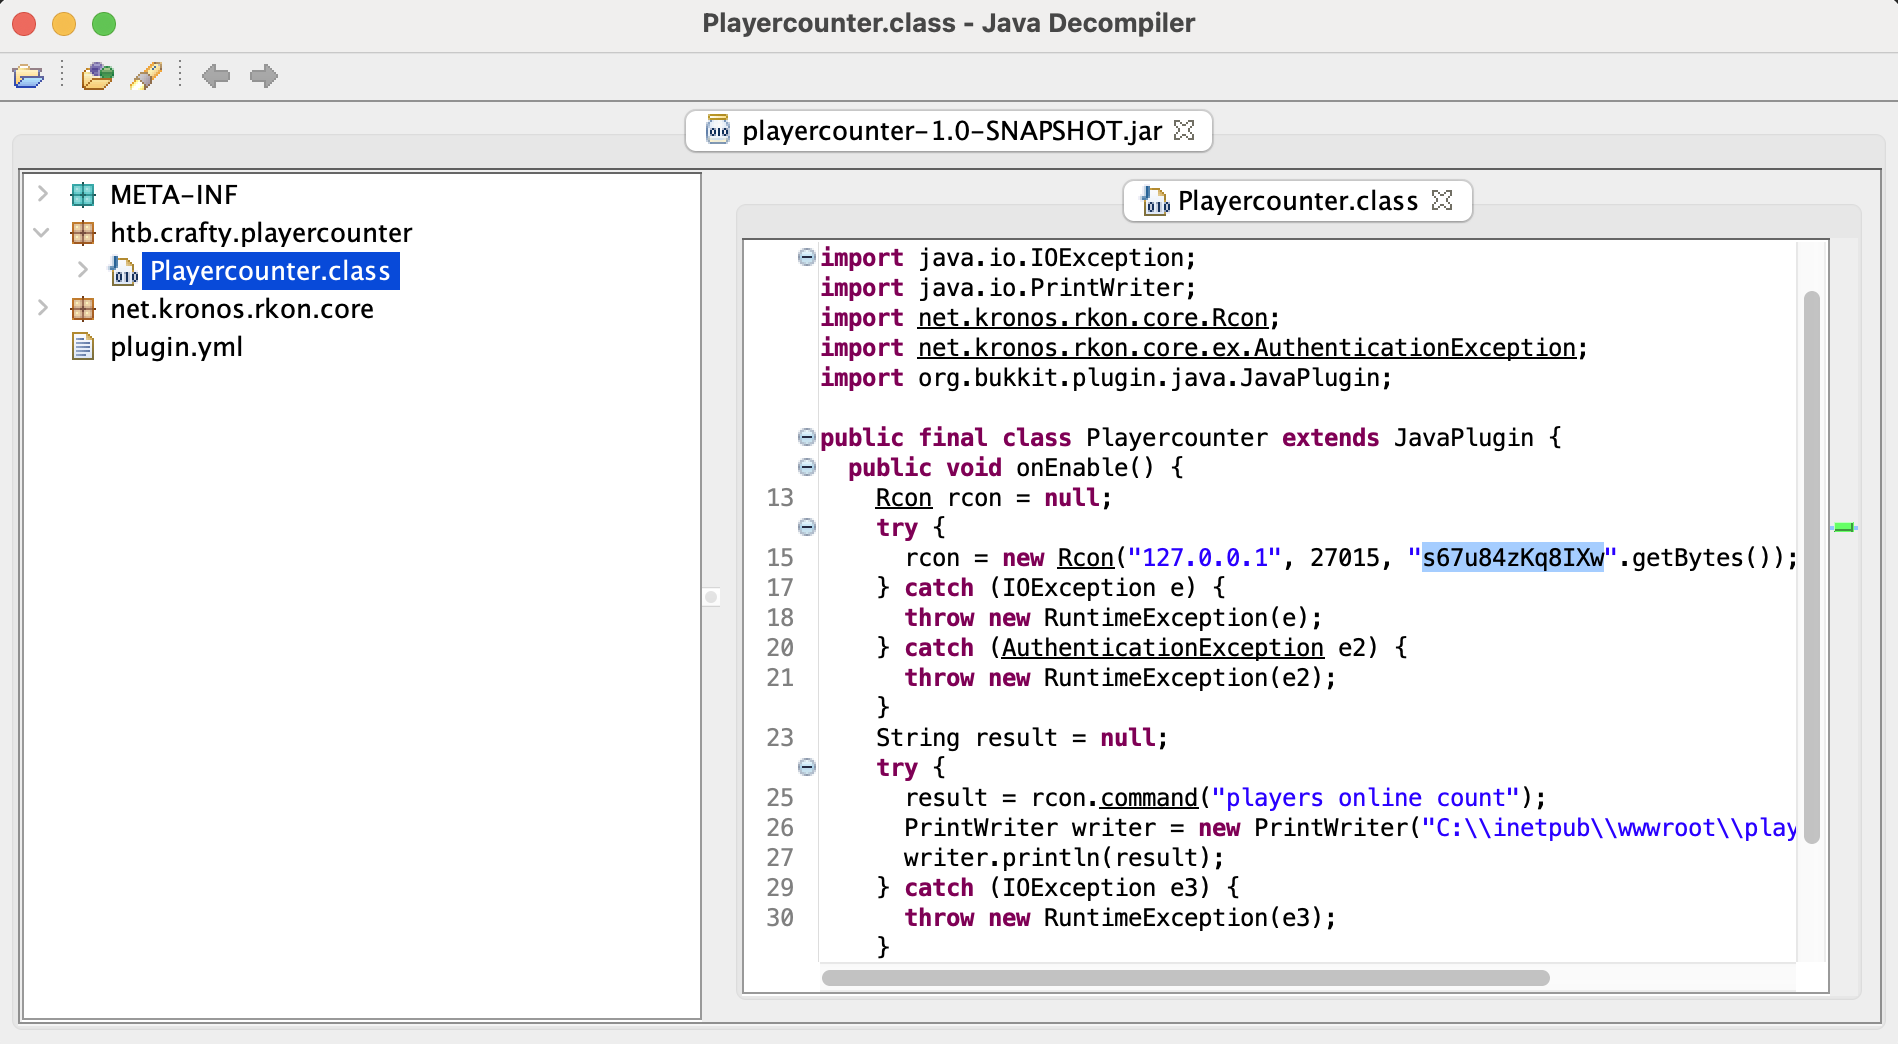 Playercounter.class - Java Decompiler
playercounter-1.0-SNAPSHOT.jar
META-INF
htb.crafty.playercounter
Playercounter.class
net.kronos.rkon.core
plugin.yml
Playercounter.class
import java.io.IOException;
import java.io.PrintWriter;
import net.kronos.rkon.core.Rcon;
import net.kronos.rkon.core.ex.AuthenticationException;
import org.bukkit.plugin.java.JavaPlugin;
public final class Playercounter extends JavaPlugin {
public void onEnable() {
13 Rcon rcon = null;
try {
15 rcon = new Rcon("127.0.0.1", 27015, "s67u84zKq8IXw".getBytes());
17 } catch (IOException e) {
18 throw new RuntimeException(e);
20 } catch (AuthenticationException e2) {
21 throw new RuntimeException(e2);
}
23 String result = null;
try {
25 result = rcon.command("players online count");
26 PrintWriter writer = new PrintWriter("C:\\inetpub\\wwwroot\\play
27 writer.println(result);
29 } catch (IOException e3) {
30 throw new RuntimeException(e3);
}